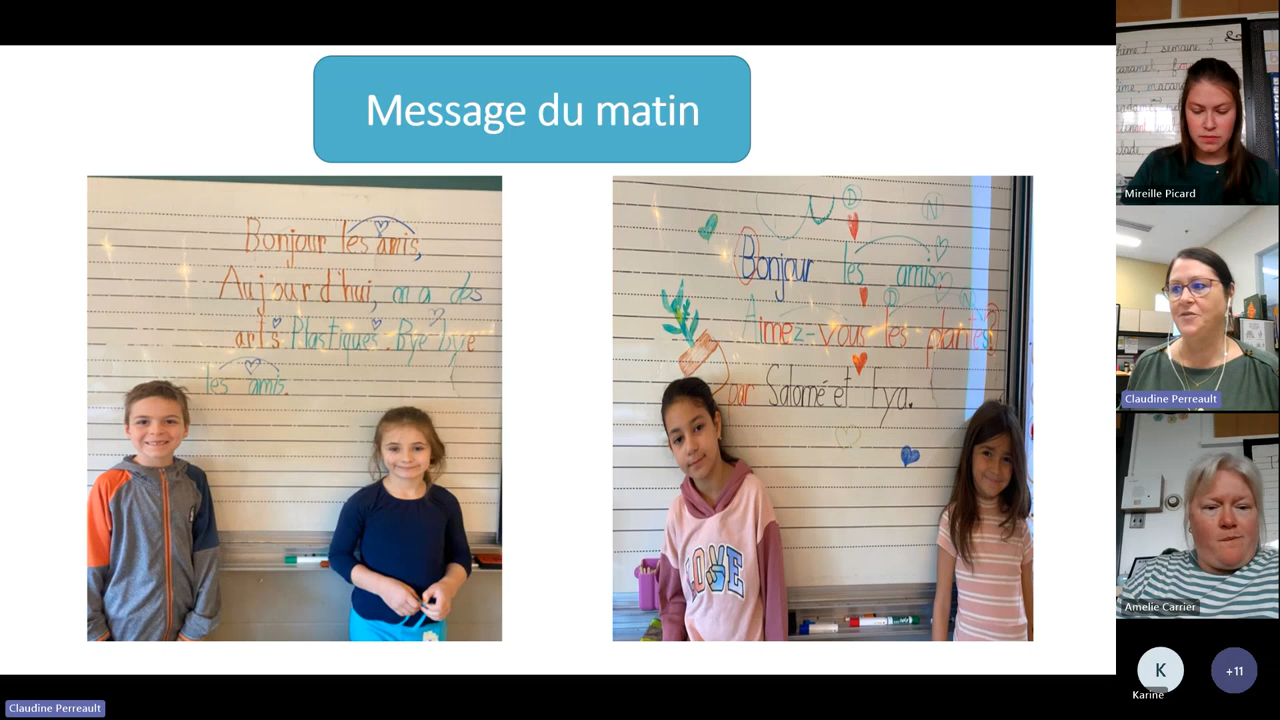 Message du matin
Bonjour les amis,
Aujourd'hui, on a des
arts Plastiques. Bye bye
les amis.
D N
Bonjour les amis
D N
Aimez-vous les plantes?
par Salomé et Eya.
LOVE
Mireille Picard
Claudine Perreault
Amelie Carrier
K
Karine
+11
Claudine Perreault